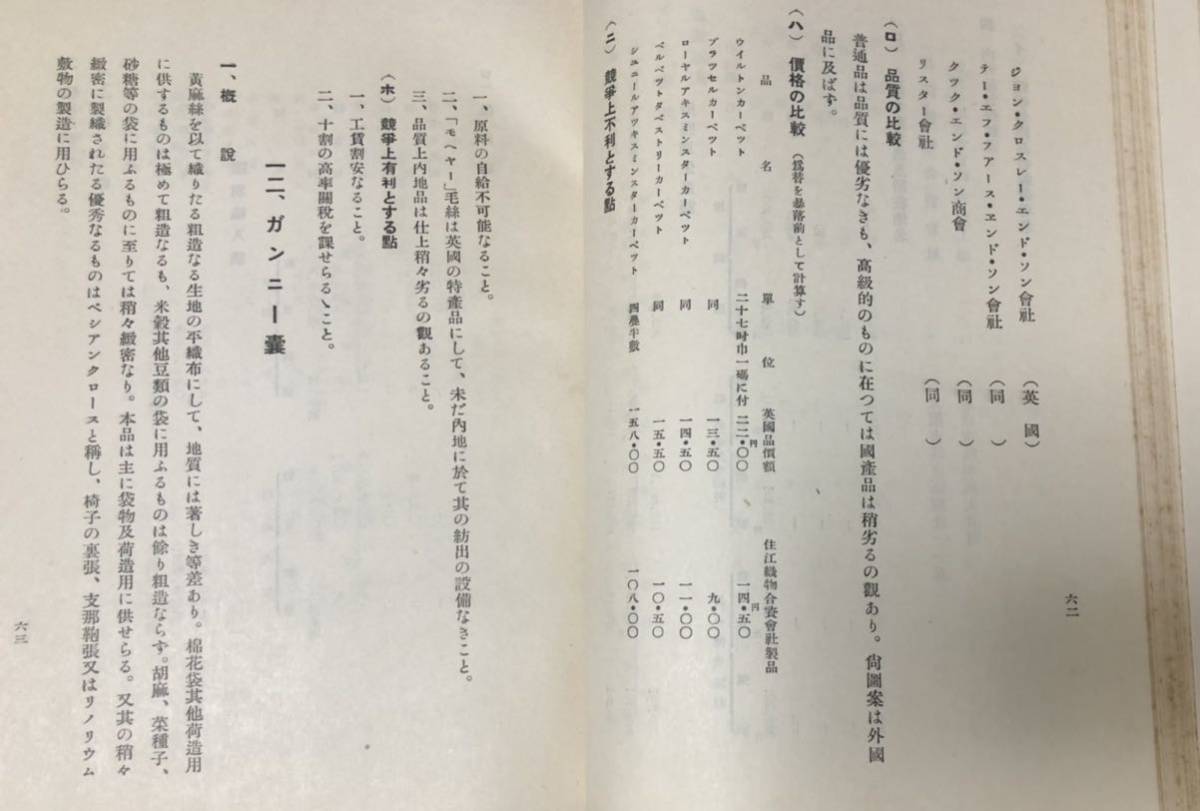 ジョン・クロスレー・エンド・ソン會社 (英國)
テー・エフ・フアース・エンド・ソン會社 (同)
クツク・エンド・ソン商會 (同)
リスター會社 (同)
(ロ) 品質の比較
普通品は品質には優劣なきも、高級的のものに在つては國產品は稍劣るの觀あり。尙圖案は外國
品に及ばす。
(ハ) 價格の比較 (爲替を暴落前として計算す)
品名 單位 英國品價額 住江織物合資會社製品
ウイルトンカーペツト 二十七吋巾一碼に付 二二・〇〇円 一四・五〇円
ブラツセルカーペツト 同 一三・五〇 九・〇〇
ローヤルアキスミンスターカーペツト 同 一四・五〇 一一・〇〇
ベルベツトタペストリーカーペツト 同 一五・五〇 一〇・五〇
シユニールアツキスミンスターカーペツト 四疊半敷 一五八・〇〇 一〇八・〇〇
(ニ) 競爭上不利とする點
六二
一、原料の自給不可能なること。
二、「モヘヤー」毛絲は英國の特產品にして、未だ內地に於て其の紡出の設備なきこと。
三、品質上內地品は仕上稍々劣るの觀あること。
(ホ) 競爭上有利とする點
一、工賃割安なること。
二、十割の高率關稅を課せらるゝこと。
一二、ガンニー囊
一、槪說
黃麻絲を以て織りたる粗造なる生地の平織布にして、地質には著しき等差あり。棉花袋其他荷造用
に供するものは極めて粗造なるも、米穀其他豆類の袋に用ふるものは餘り粗造ならす。胡麻、菜種子、
砂糖等の袋に用ふるものに至りては稍々緻密なり。本品は主に袋物及荷造用に供せらる。又其の稍々
緻密に製織されたる優秀なるものはペシアンクロースと稱し、椅子の裏張、支那鞄張又はリノリウム
敷物の製造に用ひらる。
六三